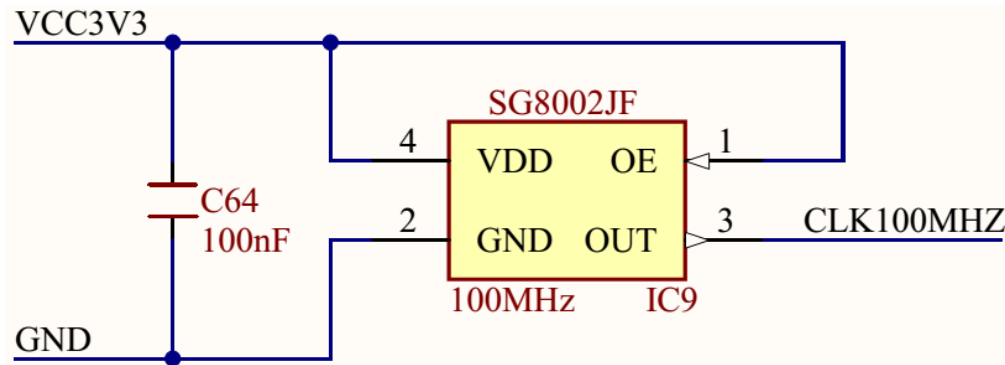 VCC3V3
SG8002JF
4 VDD OE 1
C64
100nF
2 GND OUT 3 CLK100MHZ
100MHz IC9
GND